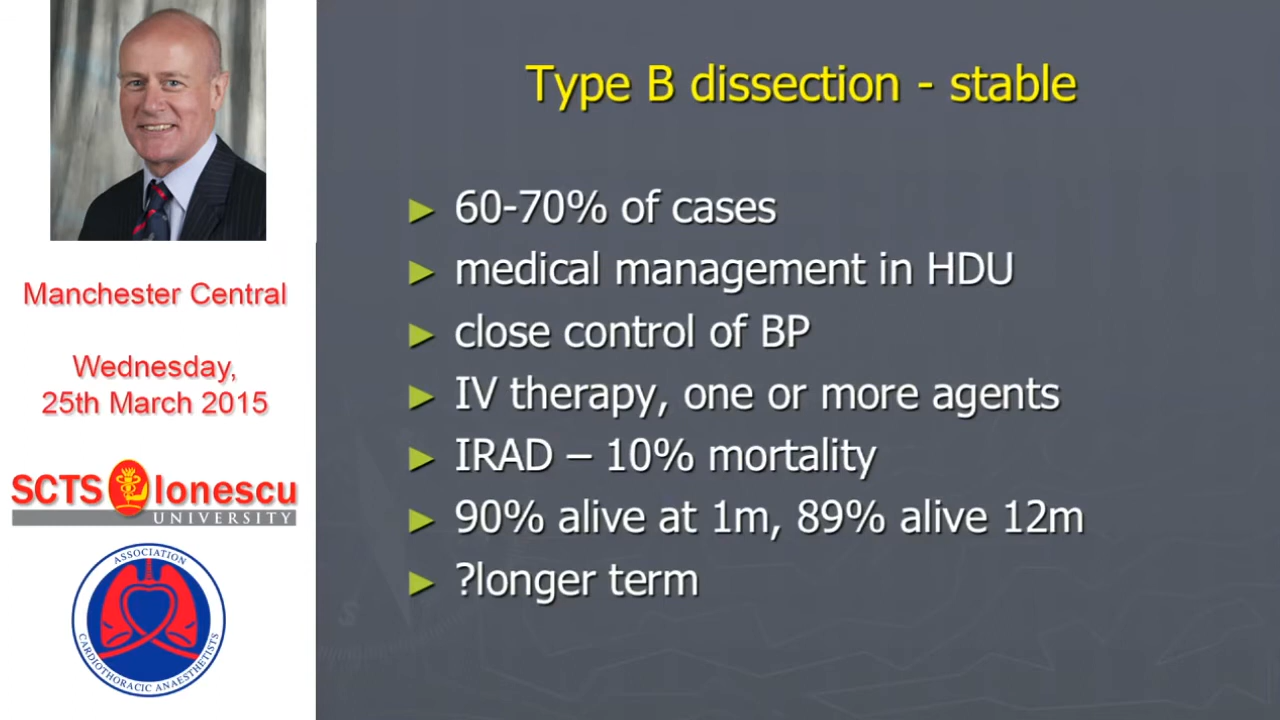 Manchester Central
Wednesday,
25th March 2015
SCTS Ionescu
UNIVERSITY
ASSOCIATION
CARDIOTHORACIC ANAESTHETISTS
Type B dissection - stable
► 60-70% of cases
► medical management in HDU
► close control of BP
► IV therapy, one or more agents
► IRAD – 10% mortality
► 90% alive at 1m, 89% alive 12m
► ?longer term